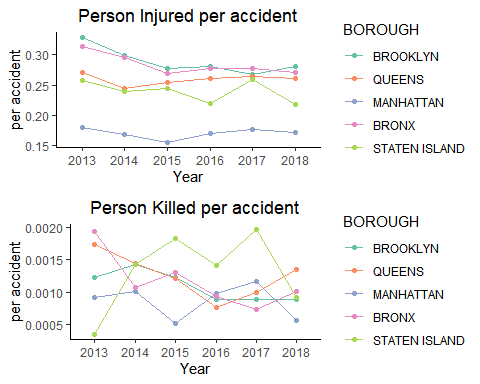 Person Injured per accident
per accident
0.30
0.25
0.20
0.15
2013 2014 2015 2016 2017 2018
Year
BOROUGH
BROOKLYN
QUEENS
MANHATTAN
BRONX
STATEN ISLAND
Person Killed per accident
per accident
0.0020
0.0015
0.0010
0.0005
2013 2014 2015 2016 2017 2018
Year
BOROUGH
BROOKLYN
QUEENS
MANHATTAN
BRONX
STATEN ISLAND